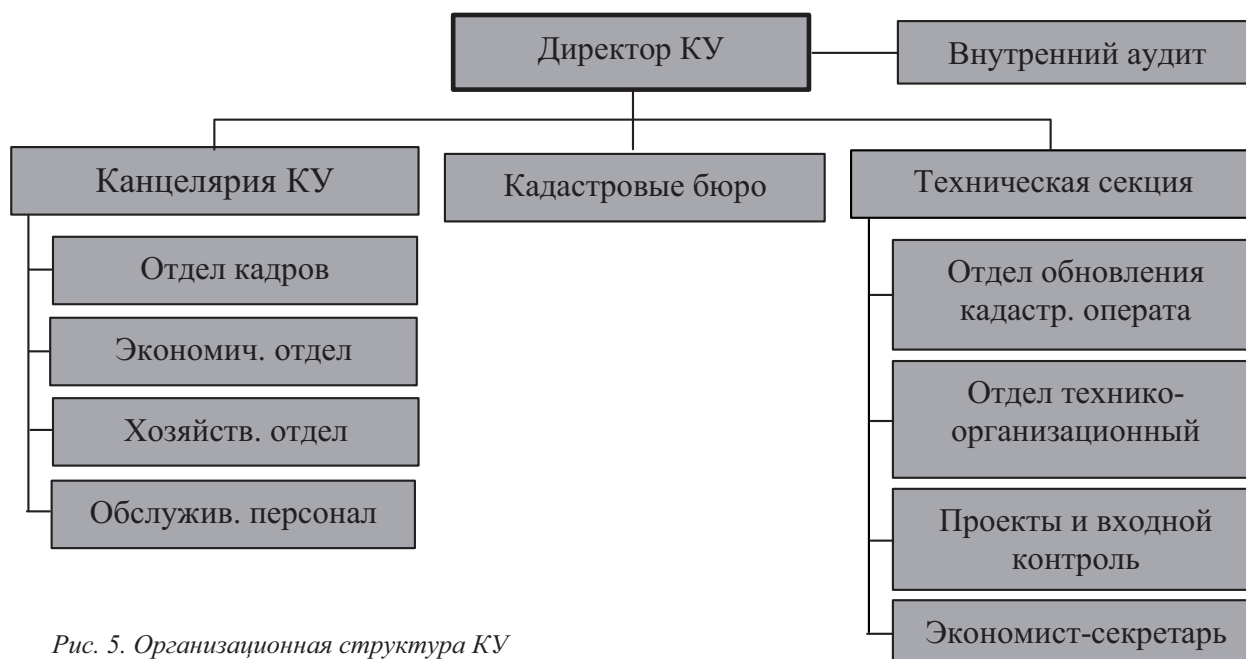 Директор КУ
Внутренний аудит
Канцелярия КУ
Кадастровые бюро
Техническая секция
Отдел кадров
Экономич. отдел
Хозяйств. отдел
Обслужив. персонал
Отдел обновления
кадастр. операта
Отдел технико-
организационный
Проекты и входной
контроль
Экономист-секретарь
Рис. 5. Организационная структура КУ